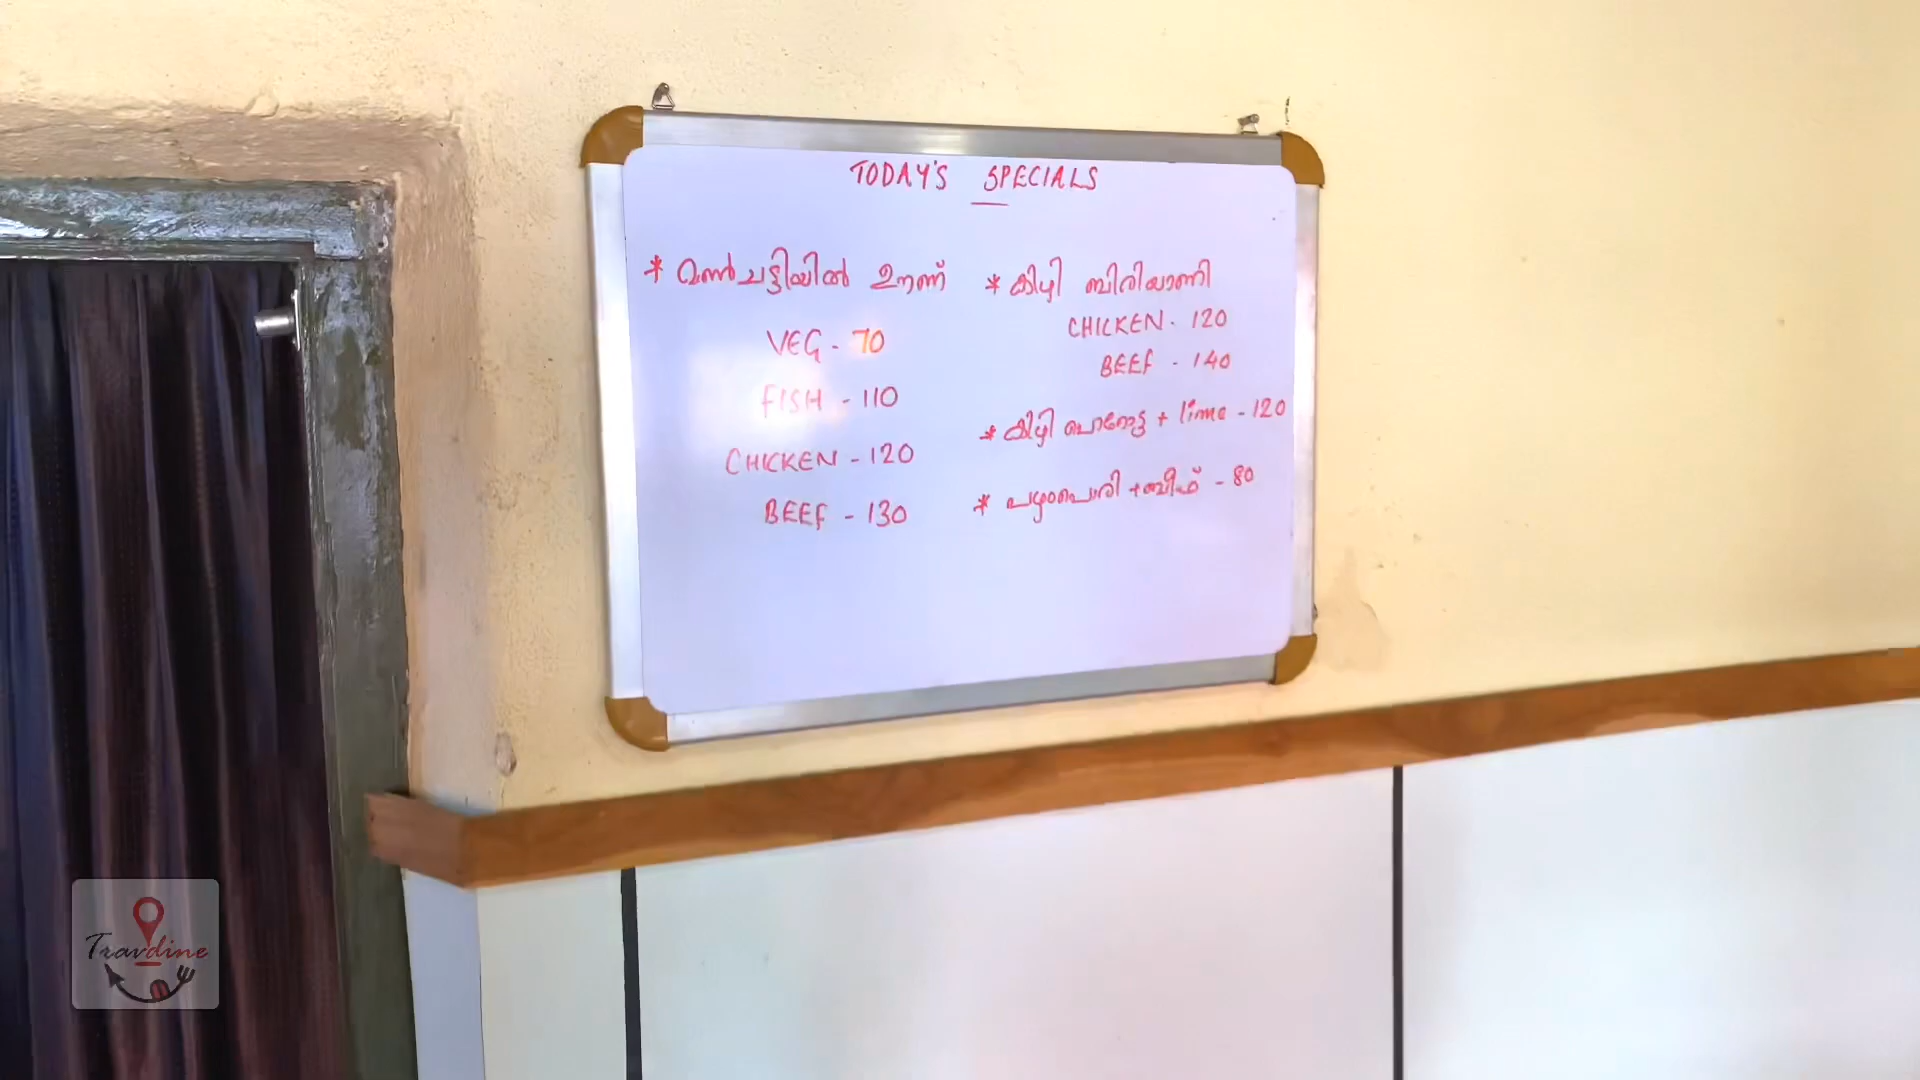 TODAY'S SPECIALS
* മൺചട്ടിയിൽ ഊണ്
VEG - 70
FISH - 110
CHICKEN - 120
BEEF - 130
* കിഴി ബിരിയാണി
CHICKEN - 120
BEEF - 140
* കിഴി പൊറോട്ട + lime - 120
* പഴംപൊരി + ബീഫ് - 80
Travdine